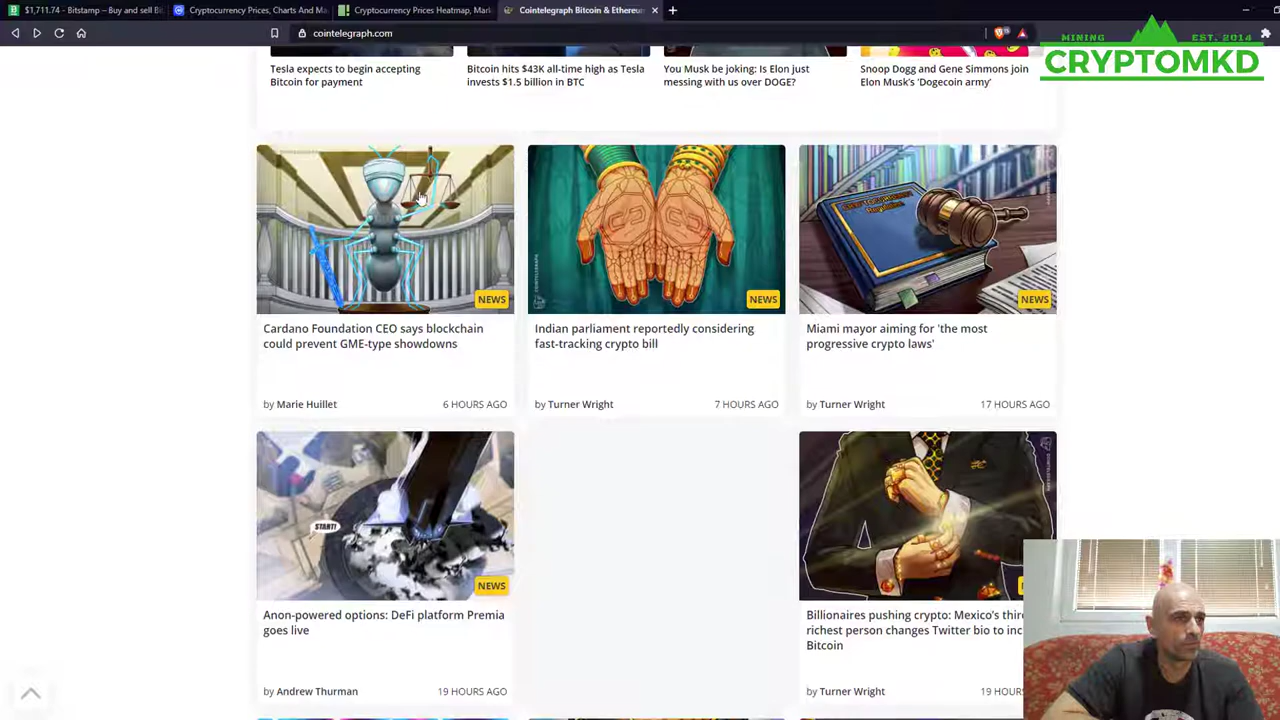 $1,711.74 – Bitstamp – Buy and sell Bit
Cryptocurrency Prices, Charts And Ma
Cryptocurrency Prices Heatmap, Mark
Cointelegraph Bitcoin & Ethereu
cointelegraph.com
MINING EST. 2014
CRYPTOMKD
Tesla expects to begin accepting
Bitcoin for payment
Bitcoin hits $43K all-time high as Tesla
invests $1.5 billion in BTC
You Musk be joking: Is Elon just
messing with us over DOGE?
Snoop Dogg and Gene Simmons join
Elon Musk's 'Dogecoin army'
NEWS
NEWS
NEWS
Cardano Foundation CEO says blockchain
could prevent GME-type showdowns
Indian parliament reportedly considering
fast-tracking crypto bill
Miami mayor aiming for 'the most
progressive crypto laws'
by Marie Huillet
6 HOURS AGO
by Turner Wright
7 HOURS AGO
by Turner Wright
17 HOURS AGO
START!
NEWS
Anon-powered options: DeFi platform Premia
goes live
Billionaires pushing crypto: Mexico's thir
richest person changes Twitter bio to inc
Bitcoin
by Andrew Thurman
19 HOURS AGO
by Turner Wright
19 HOURS